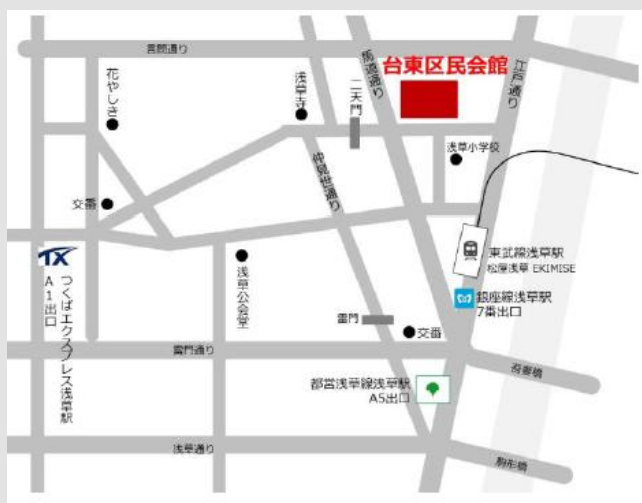 言問通り
馬道通り
台東区民会館
江戸通り
花やしき
浅草寺
二天門
浅草小学校
仲見世通り
交番
東武線浅草駅
松屋浅草 EKIMISE
TX
つくばエクスプレス浅草駅
A1出口
浅草公会堂
銀座線浅草駅
7番出口
雷門
交番
雷門通り
吾妻橋
都営浅草線浅草駅
A5出口
浅草通り
駒形橋